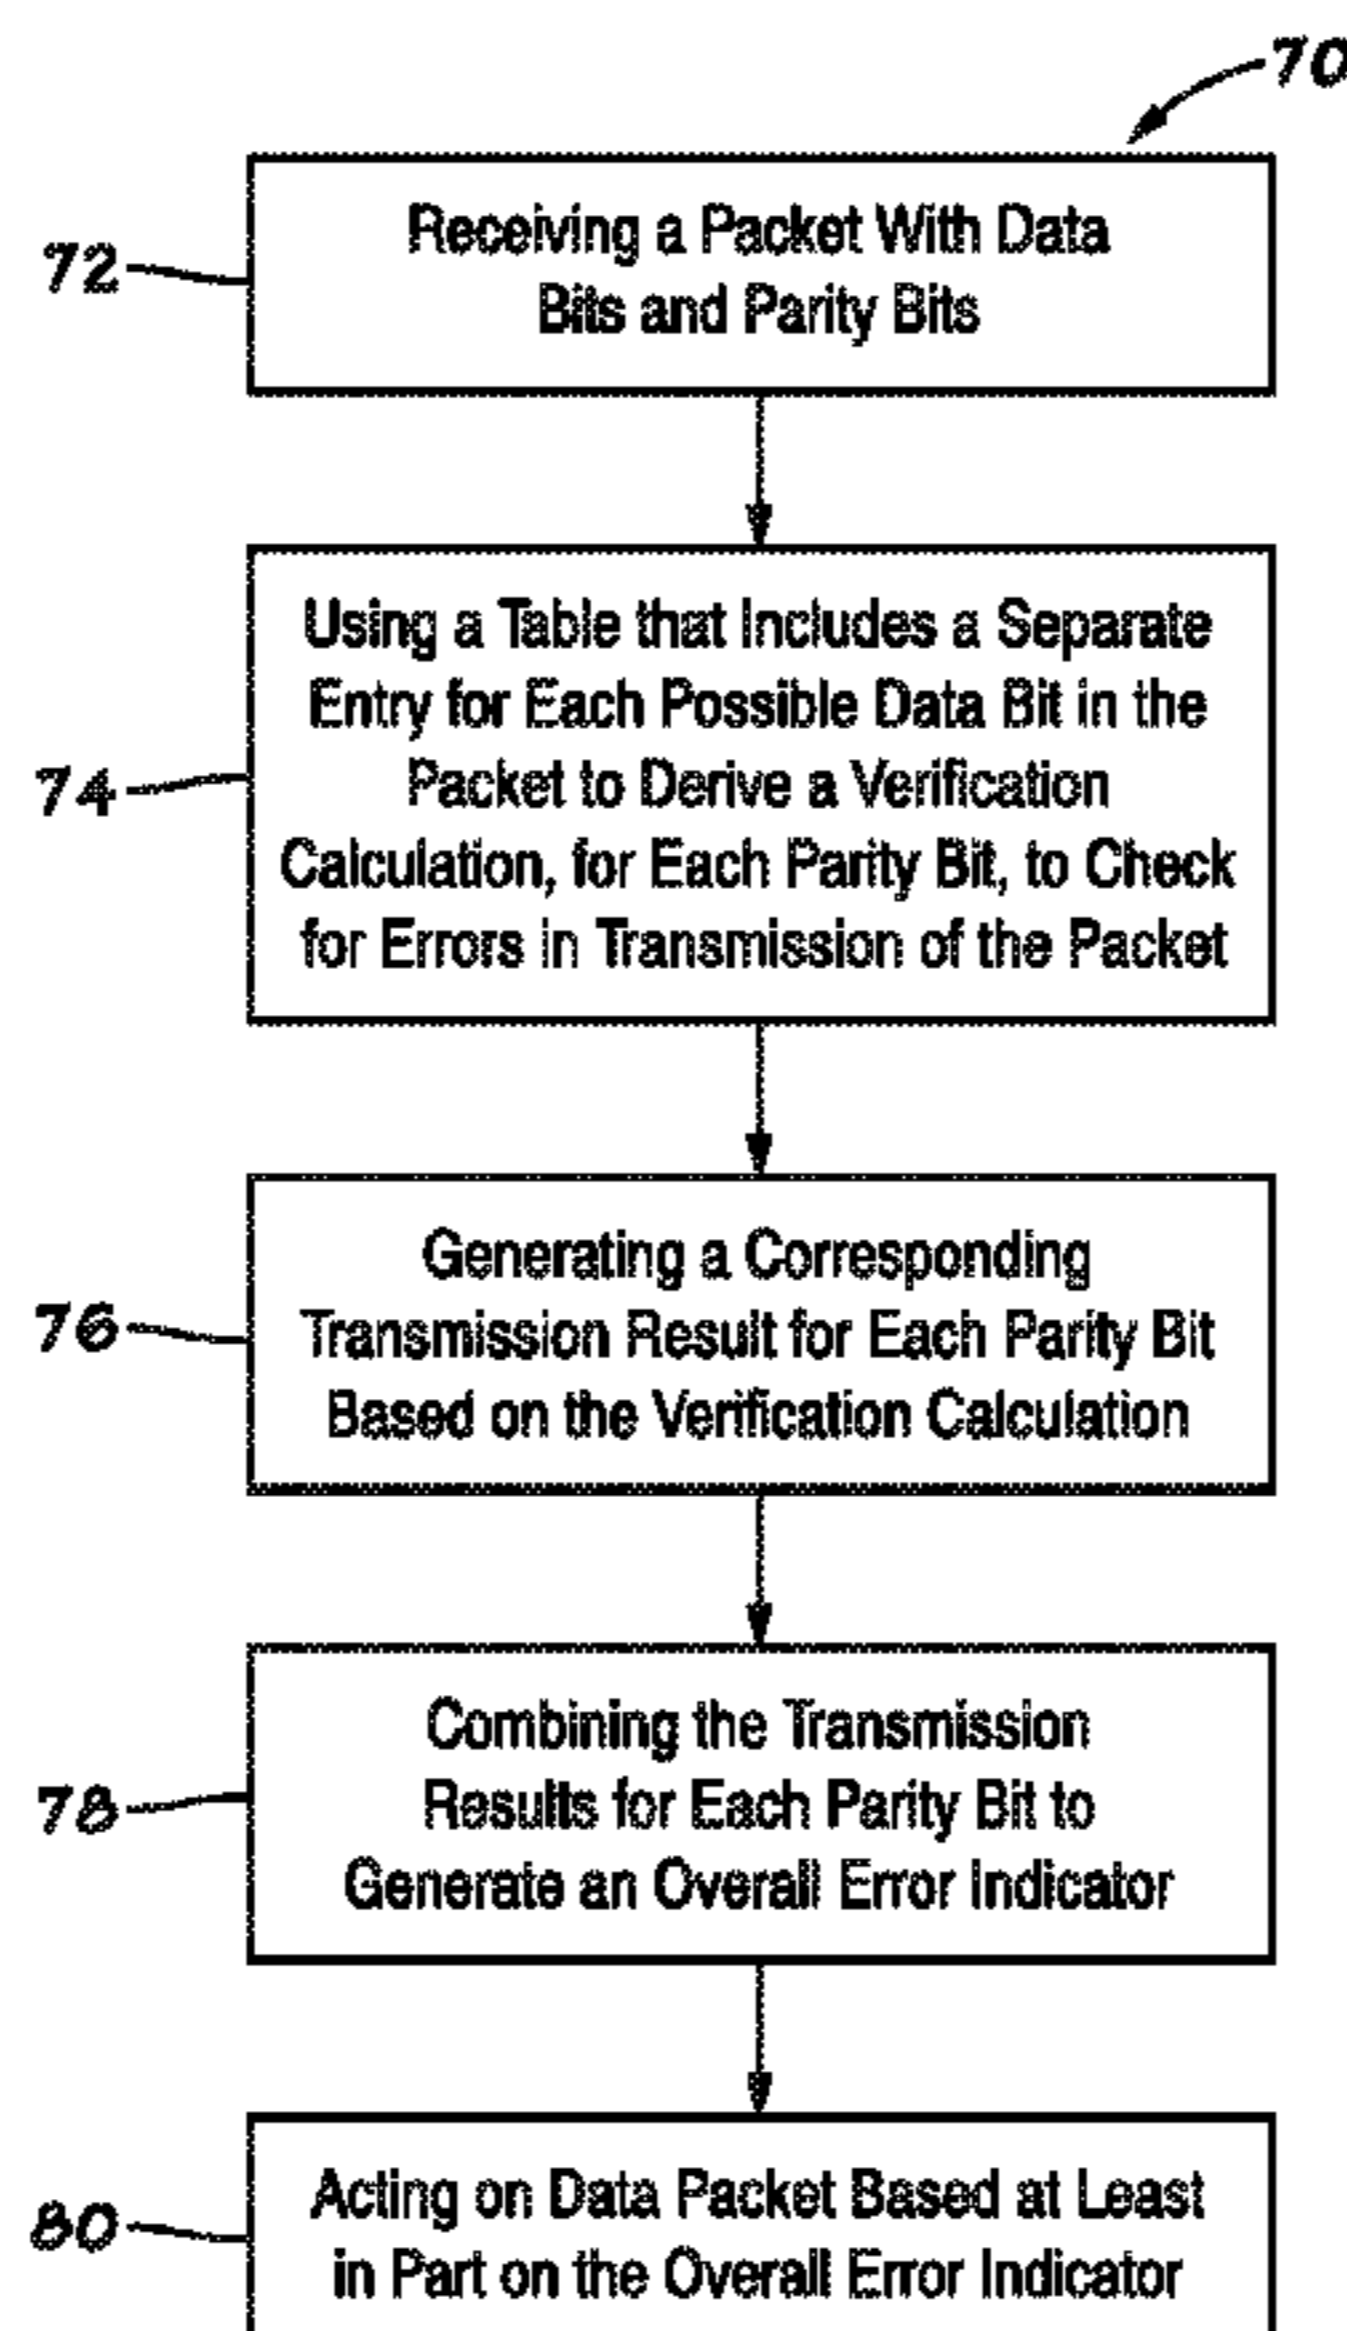 70
72
Receiving a Packet With Data
Bits and Parity Bits
74
Using a Table that Includes a Separate
Entry for Each Possible Data Bit in the
Packet to Derive a Verification
Calculation, for Each Parity Bit, to Check
for Errors in Transmission of the Packet
76
Generating a Corresponding
Transmission Result for Each Parity Bit
Based on the Verification Calculation
78
Combining the Transmission
Results for Each Parity Bit to
Generate an Overall Error Indicator
80
Acting on Data Packet Based at Least
in Part on the Overall Error Indicator